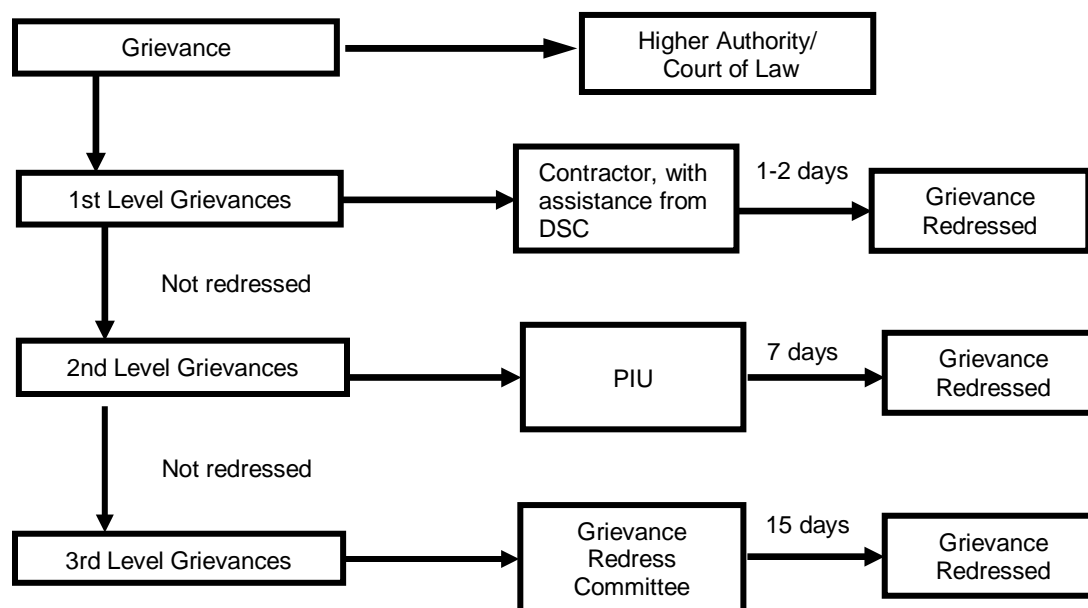 Grievance
Higher Authority/
Court of Law
1st Level Grievances
Contractor, with
assistance from
DSC
1-2 days
Grievance
Redressed
Not redressed
2nd Level Grievances
PIU
7 days
Grievance
Redressed
Not redressed
3rd Level Grievances
Grievance
Redress
Committee
15 days
Grievance
Redressed